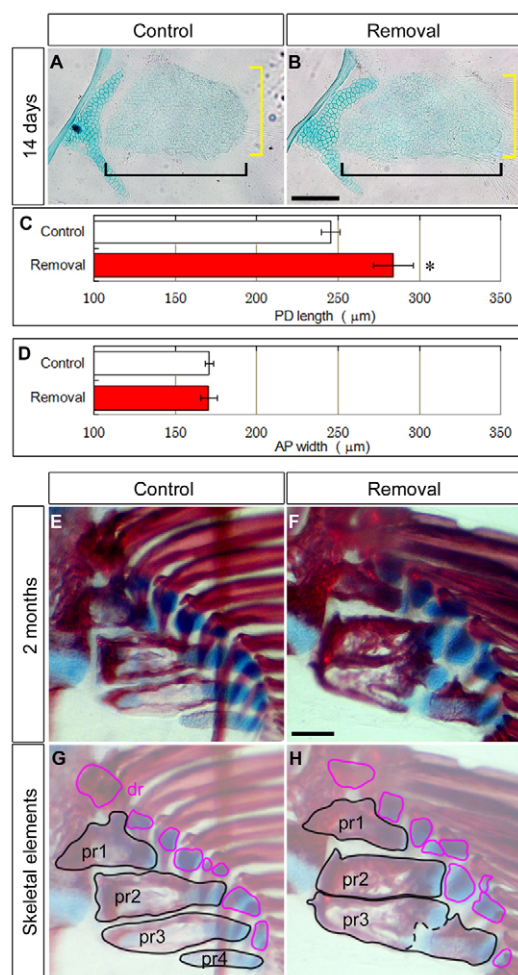 Control Removal
14 days
A B
C
Control
Removal
*
100 150 200 250 300 350
PD length ( μm)
D
Control
Removal
100 150 200 250 300 350
AP width ( μm)
Control Removal
2 months
E F
Skeletal elements
G H
dr
pr1 pr1
pr2 pr2
pr3 pr3
pr4